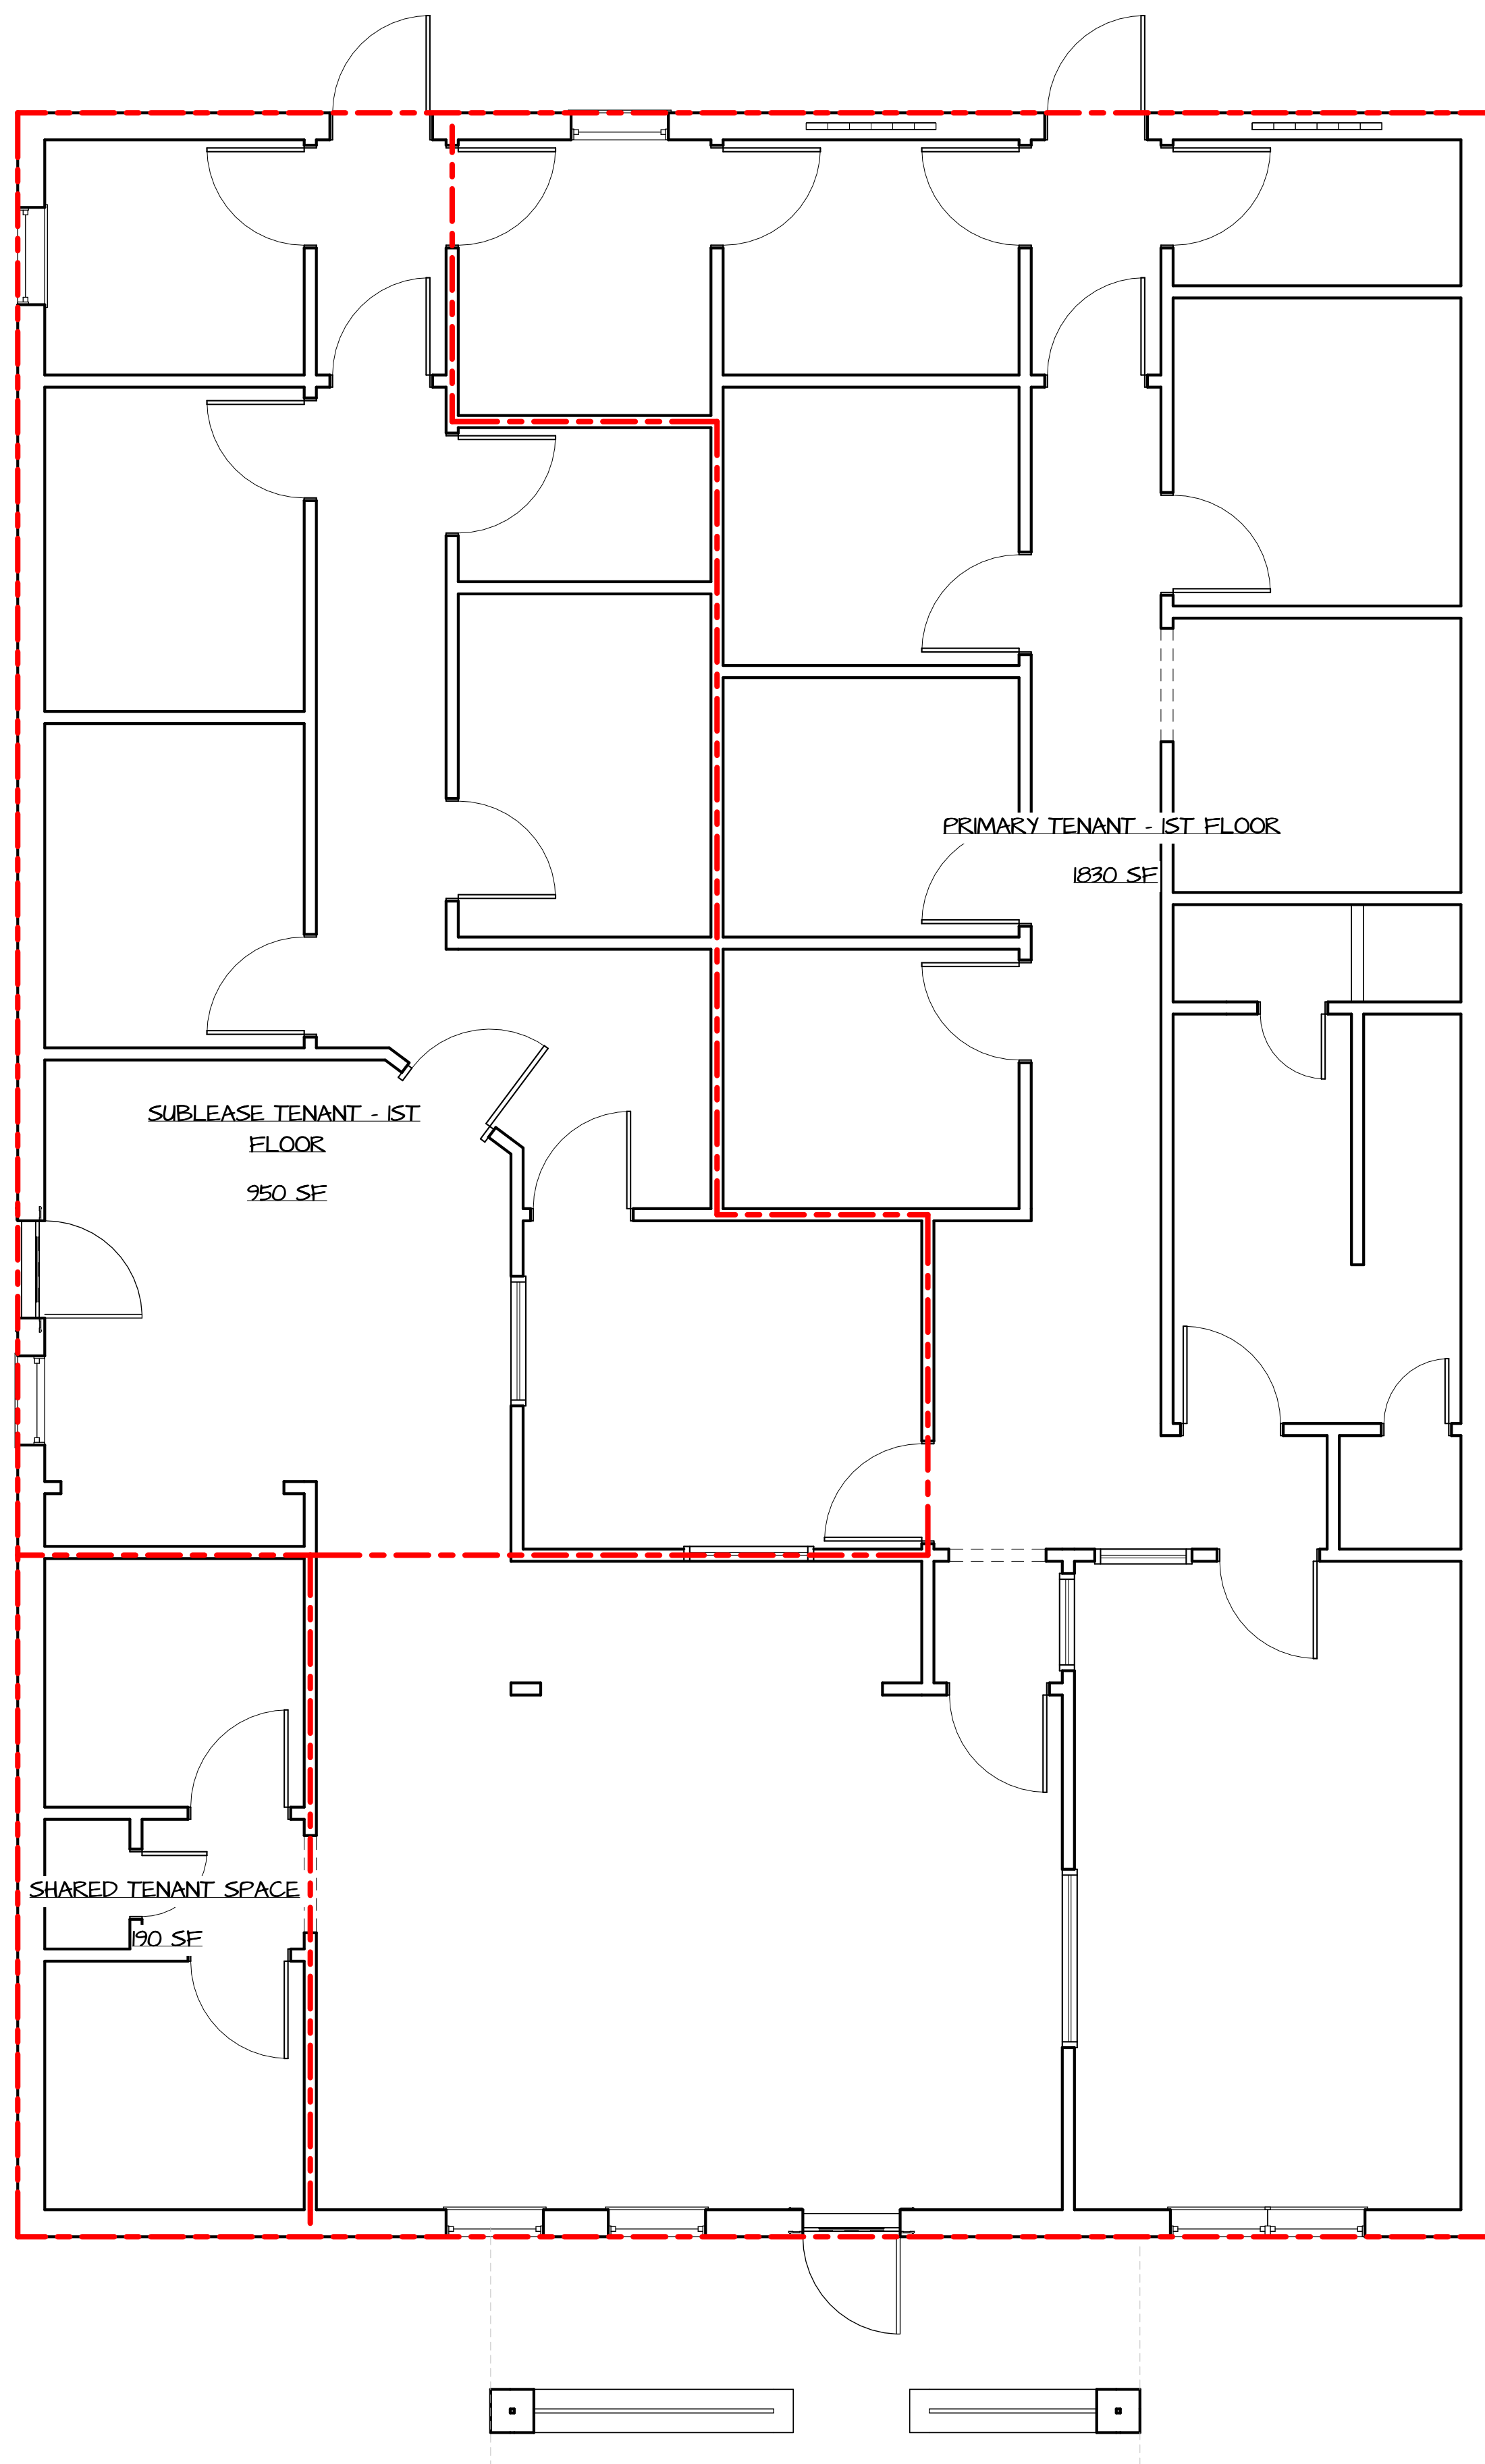 PRIMARY TENANT - 1ST FLOOR
1830 SF
SUBLEASE TENANT - 1ST
FLOOR
950 SF
SHARED TENANT SPACE
190 SF